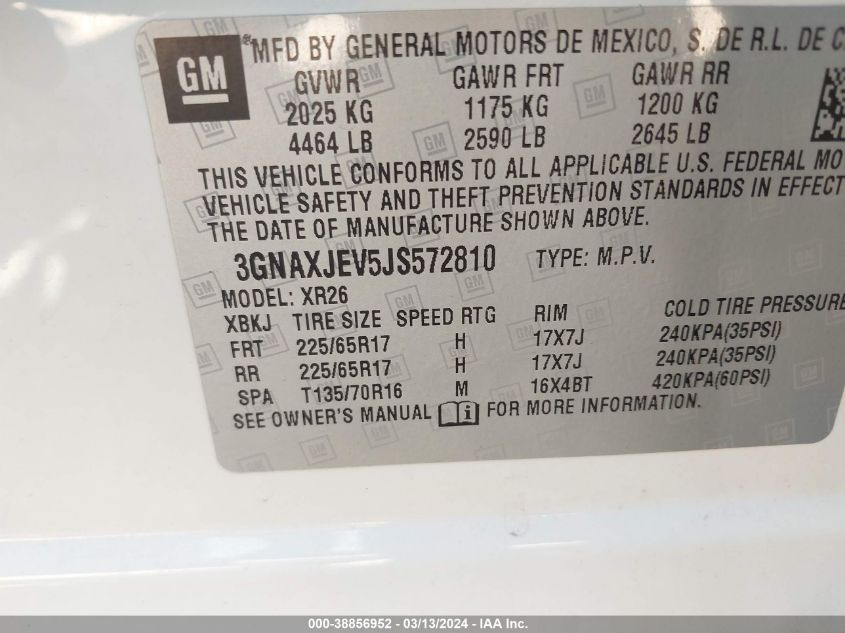 GM
MFD BY GENERAL MOTORS DE MEXICO, S. DE R.L. DE C
GVWR GAWR FRT GAWR RR
2025 KG 1175 KG 1200 KG
4464 LB 2590 LB 2645 LB
THIS VEHICLE CONFORMS TO ALL APPLICABLE U.S. FEDERAL MO
VEHICLE SAFETY AND THEFT PREVENTION STANDARDS IN EFFECT
THE DATE OF MANUFACTURE SHOWN ABOVE.
3GNAXJEV5JS572810 TYPE: M.P.V.
MODEL: XR26
XBKJ TIRE SIZE SPEED RTG RIM COLD TIRE PRESSURE
FRT 225/65R17 H 17X7J 240KPA(35PSI)
RR 225/65R17 H 17X7J 240KPA(35PSI)
SPA T135/70R16 M 16X4BT 420KPA(60PSI)
SEE OWNER'S MANUAL i FOR MORE INFORMATION.
000-38856952 - 03/13/2024 - IAA Inc.